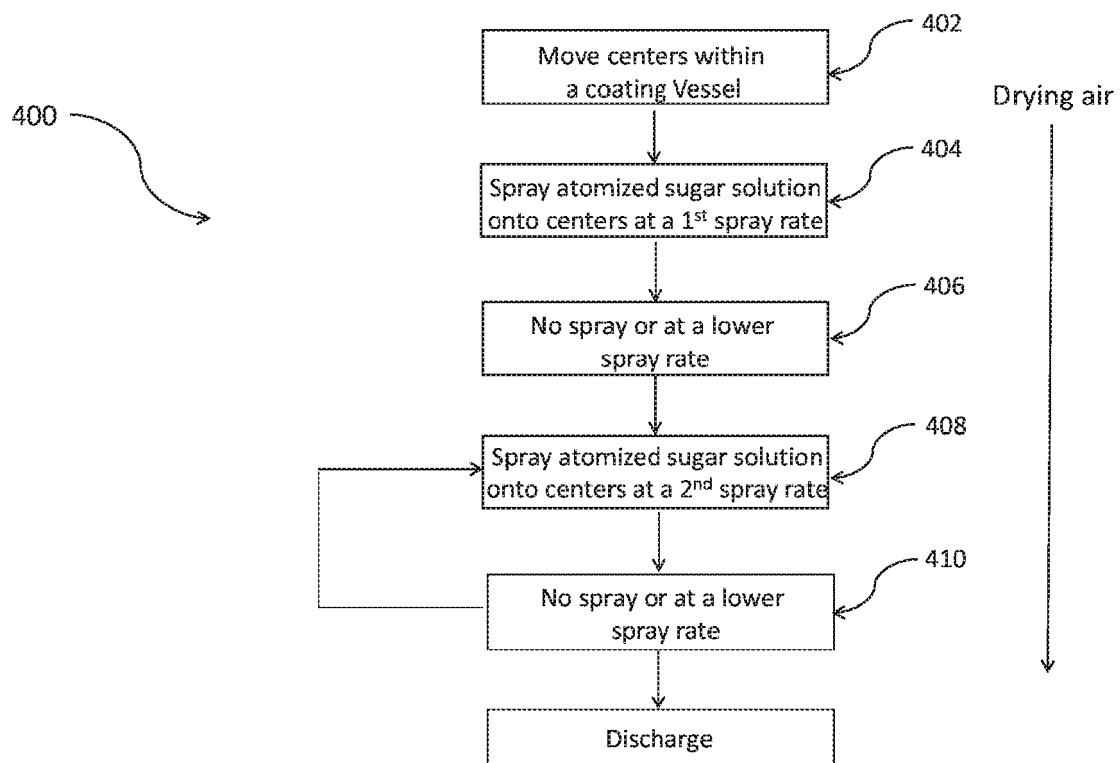 402
Move centers within
a coating Vessel
Drying air
400
404
Spray atomized sugar solution
onto centers at a 1st spray rate
406
No spray or at a lower
spray rate
408
Spray atomized sugar solution
onto centers at a 2nd spray rate
410
No spray or at a lower
spray rate
Discharge